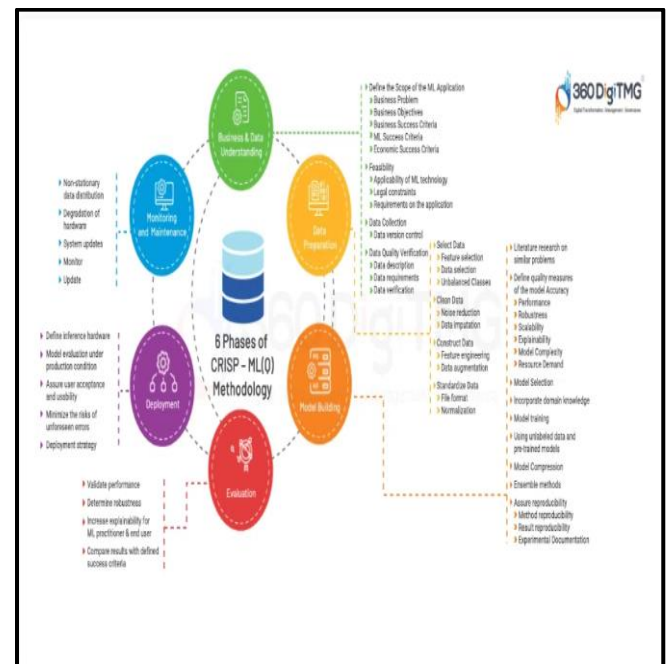 360DigiTMG
Business & Data
Understanding
Define the Scope of the ML Application
Business Problem
Business Objectives
Business Success Criteria
ML Success Criteria
Economic Success Criteria
Feasibility
Applicability of ML technology
Legal constraints
Requirements on the application
Data Collection
Data version control
Data Quality Verification
Data description
Data requirements
Data verification
Data
Preparation
Select Data
Feature selection
Data selection
Unbalanced Classes
Clean Data
Noise reduction
Data imputation
Construct Data
Feature engineering
Data augmentation
Standardize Data
File format
Normalization
Model Building
Literature research on
similar problems
Define quality measures
of the model Accuracy
Performance
Robustness
Scalability
Explainability
Model Complexity
Resource Demand
Model Selection
Incorporate domain knowledge
Model training
Using unlabeled data and
pre-trained models
Model Compression
Ensemble methods
Assure reproducibility
Method reproducibility
Result reproducibility
Experimental Documentation
Evaluation
Validate performance
Determine robustness
Increase explainability for
ML practitioner & end user
Compare results with defined
success criteria
Deployment
Define inference hardware
Model evaluation under
production condition
Assure user acceptance
and usability
Minimize the risks of
unforeseen errors
Deployment strategy
Monitoring
and Maintenance
Non-stationary
data distribution
Degradation of
hardware
System updates
Monitor
Update
6 Phases of
CRISP - ML(Q)
Methodology